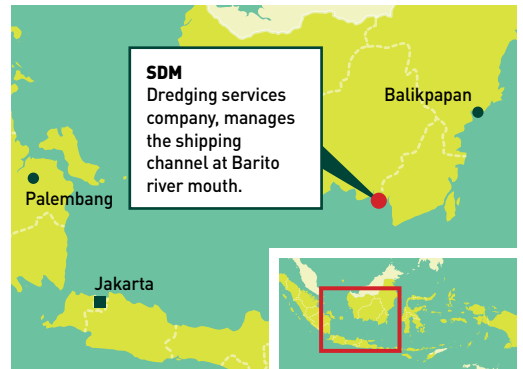 SDM
Dredging services
company, manages
the shipping
channel at Barito
river mouth.
Balikpapan
Palembang
Jakarta